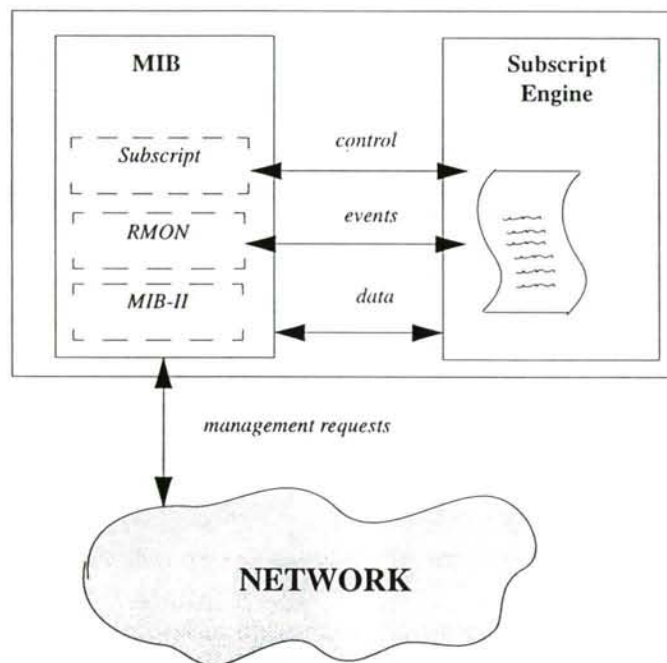 MIB
Subscript
Engine
Subscript
control
RMON
events
MIB-II
data
management requests
NETWORK